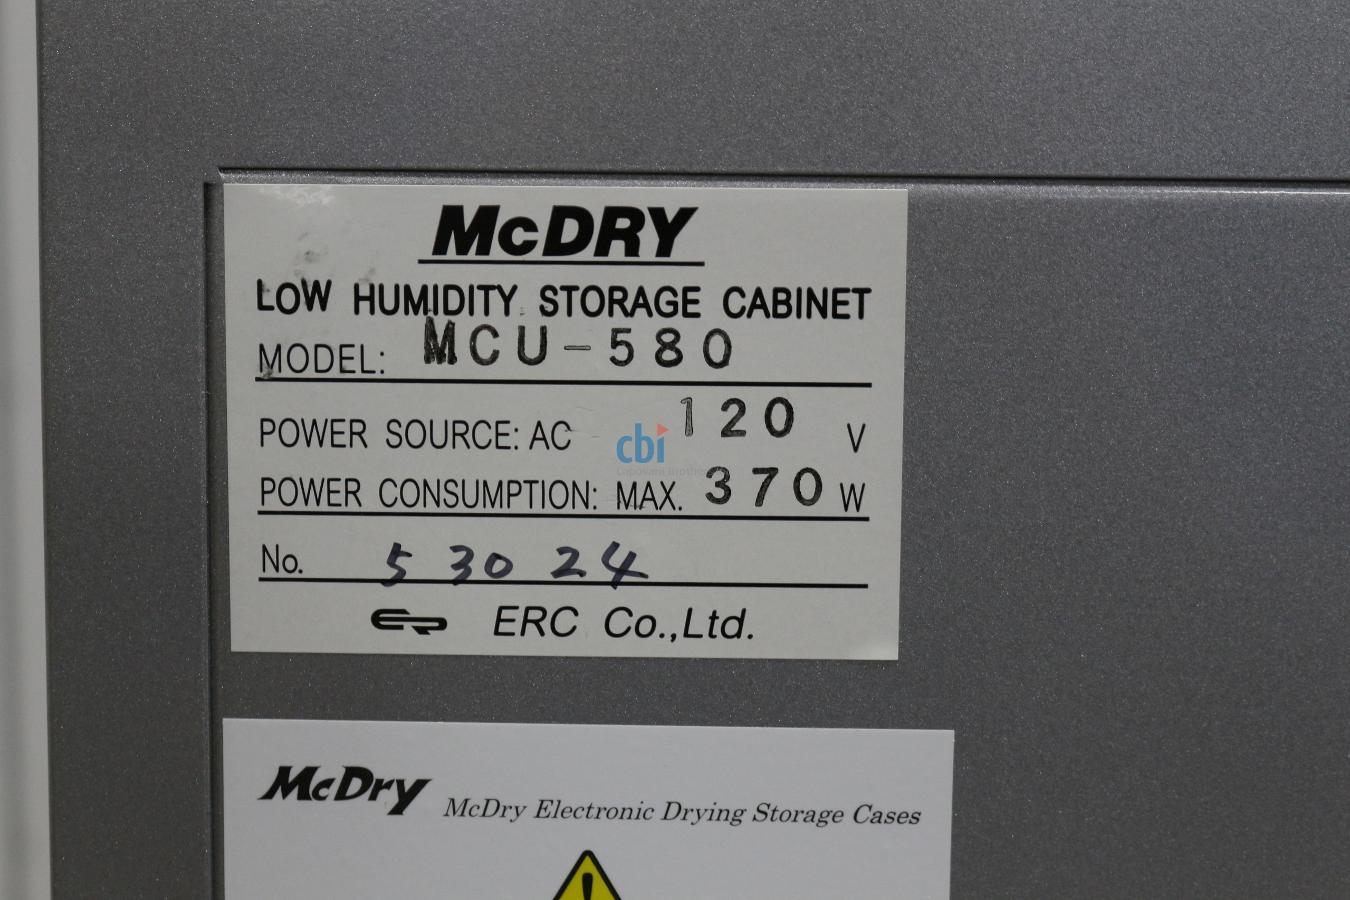 McDRY
LOW HUMIDITY STORAGE CABINET
MODEL: MCU-580
POWER SOURCE: AC 120 V
cbi
POWER CONSUMPTION: MAX. 370 W
No. 53024
ERC Co.,Ltd.
McDry McDry Electronic Drying Storage Cases
!